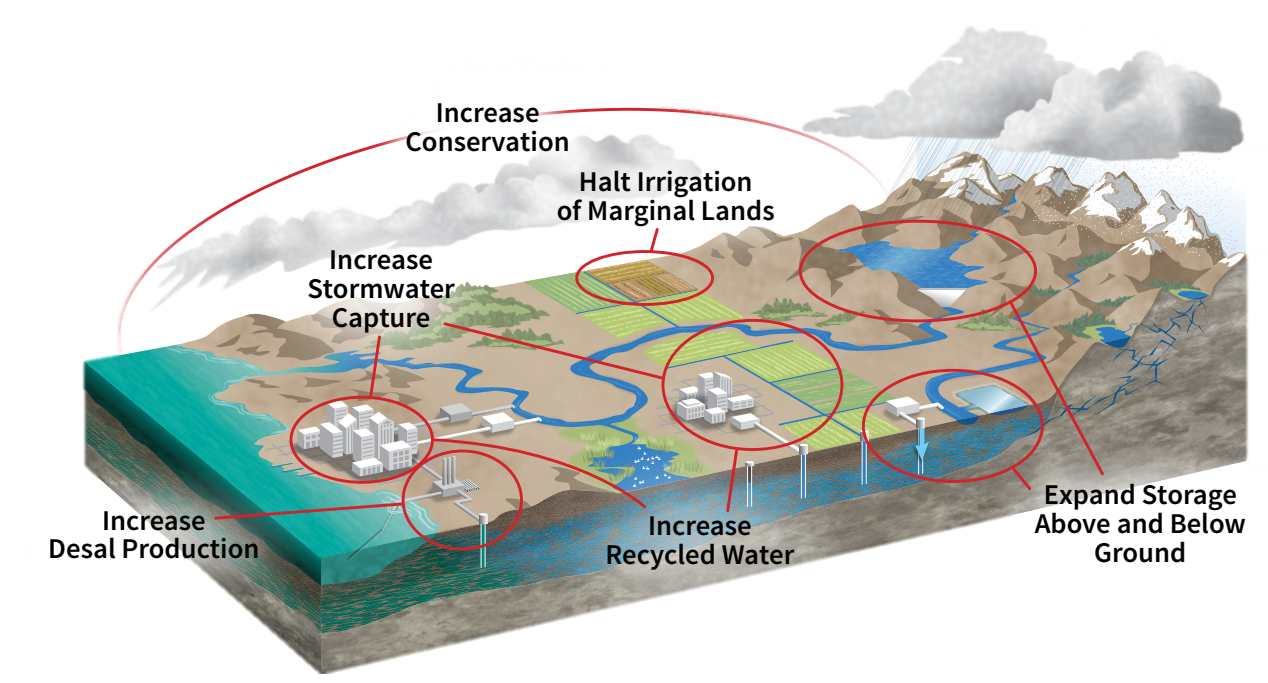 Increase
Conservation
Halt Irrigation
of Marginal Lands
Increase
Stormwater
Capture
Increase
Desal Production
Increase
Recycled Water
Expand Storage
Above and Below
Ground